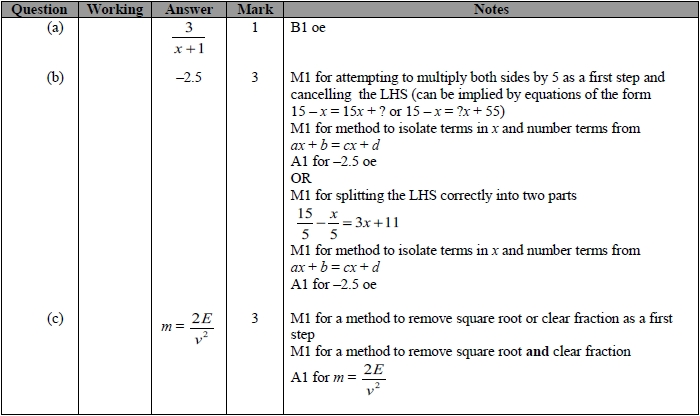 Question Working Answer Mark Notes
(a) 3/(x + 1) 1 B1 oe
(b) –2.5 3 M1 for attempting to multiply both sides by 5 as a first step and
cancelling the LHS (can be implied by equations of the form
15 – x = 15x + ? or 15 – x = ?x + 55)
M1 for method to isolate terms in x and number terms from
ax + b = cx + d
A1 for –2.5 oe
OR
M1 for splitting the LHS correctly into two parts
15/5 – x/5 = 3x + 11
M1 for method to isolate terms in x and number terms from
ax + b = cx + d
A1 for –2.5 oe
(c) m = 2E/v² 3 M1 for a method to remove square root or clear fraction as a first
step
M1 for a method to remove square root and clear fraction
A1 for m = 2E/v²